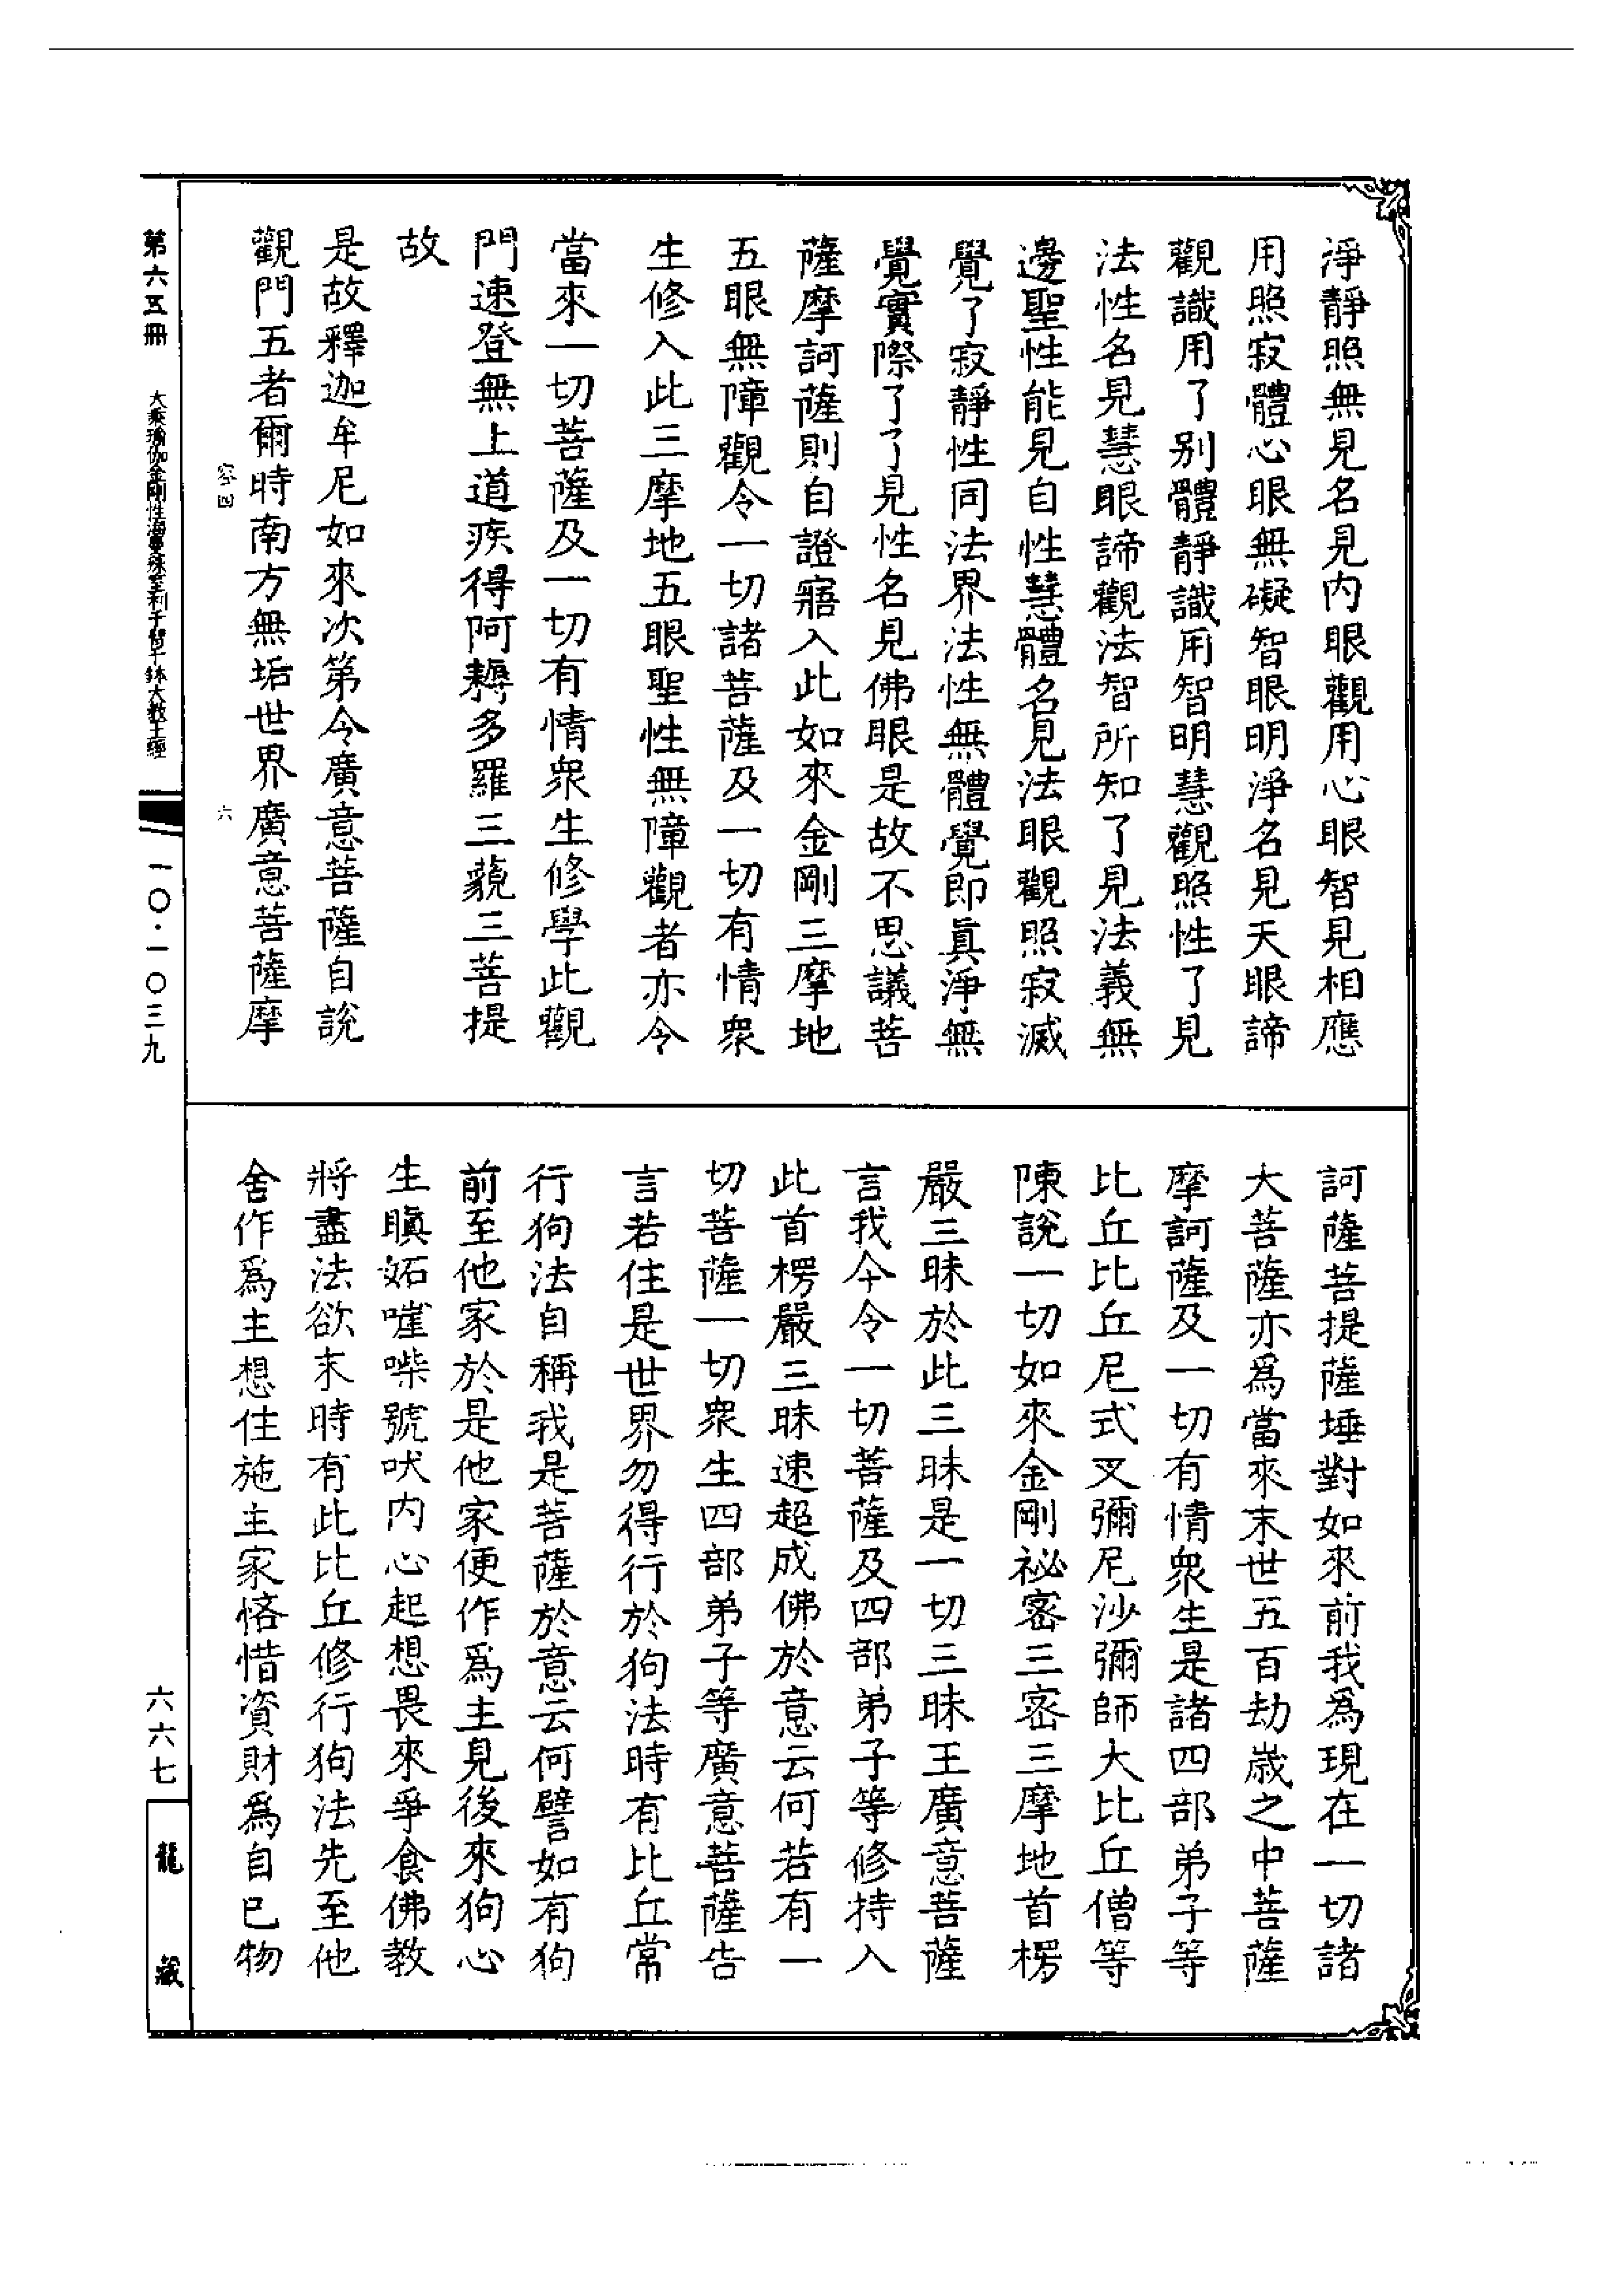 淨靜照無見名見内眼觀用心眼智見相應
用照寂體心眼無礙智眼明淨名見天眼諦
觀識用了别體靜識用智明慧觀照性了見
法性名見慧眼諦觀法智所知了見法義無
邊聖性能見自性慧體名見法眼觀照寂滅
覺了寂靜性同法界法性無體覺即眞淨無
覺實際了了見性名見佛眼是故不思議菩
薩摩訶薩則自證寤入此如來金剛三摩地
五眼無障觀令一切諸菩薩及一切有情衆
生修入此三摩地五眼聖性無障觀者亦令
當來一切菩薩及一切有情衆生修學此觀
門速登無上道疾得阿耨多羅三藐三菩提
故
是故釋迦牟尼如來次第令廣意菩薩自說
觀門五者爾時南方無垢世界廣意菩薩摩
訶薩菩提薩埵對如來前我爲現在一切諸
大菩薩亦爲當來末世五百劫歲之中菩薩
摩訶薩及一切有情衆生是諸四部弟子等
比丘比丘尼式叉彌尼沙彌師大比丘僧等
陳說一切如來金剛祕密三密三摩地首楞
嚴三昧於此三昧是一切三昧王廣意菩薩
言我今令一切菩薩及四部弟子等修持入
此首楞嚴三昧速超成佛於意云何若有一
切菩薩一切衆生四部弟子等廣意菩薩告
言若住是世界勿得行於狗法時有比丘常
行狗法自稱我是菩薩於意云何譬如有狗
前至他家於是他家便作爲主見後來狗心
生瞋妬嘊喍號吠内心起想畏來爭食佛教
將盡法欲末時有此比丘修行狗法先至他
舍作爲主想住施主家悋惜資財爲自已物
第六五冊
大乘瑜伽金剛性海曼殊室利千臂千鉢大教王經
容四
六
一〇·一〇三九
六六七
龍藏